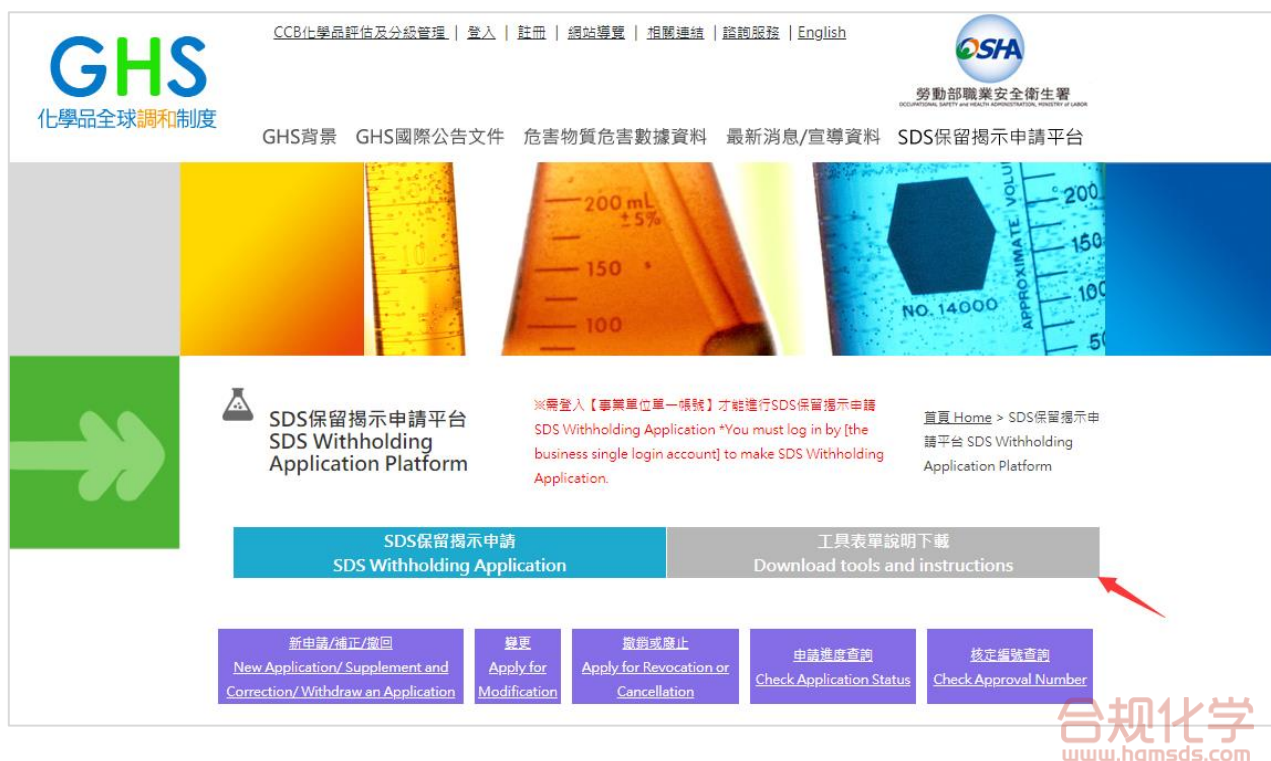 CCB化學品評估及分級管理 | 登入 | 註冊 | 網站導覽 | 相關連結 | 諮詢服務 | English
GHS
化學品全球調和制度
OSHA
勞動部職業安全衛生署
OCCUPATIONAL SAFETY and HEALTH ADMINISTRATION, MINISTRY of LABOR
GHS背景 GHS國際公告文件 危害物質危害數據資料 最新消息/宣導資料 SDS保留揭示申請平台
10
200 mL
±5%
150
100
NO. 14000
APPROXIMATE VOLU
200
150
100
50
SDS保留揭示申請平台
SDS Withholding
Application Platform
※需登入【事業單位單一帳號】才能進行SDS保留揭示申請
SDS Withholding Application *You must log in by [the
business single login account] to make SDS Withholding
Application.
首頁 Home > SDS保留揭示申
請平台 SDS Withholding
Application Platform
SDS保留揭示申請
SDS Withholding Application
工具表單說明下載
Download tools and instructions
新申請/補正/撤回
New Application/ Supplement and
Correction/ Withdraw an Application
變更
Apply for
Modification
撤銷或廢止
Apply for Revocation or
Cancellation
申請進度查詢
Check Application Status
核定編號查詢
Check Approval Number
合规化学
www.hgmsds.com